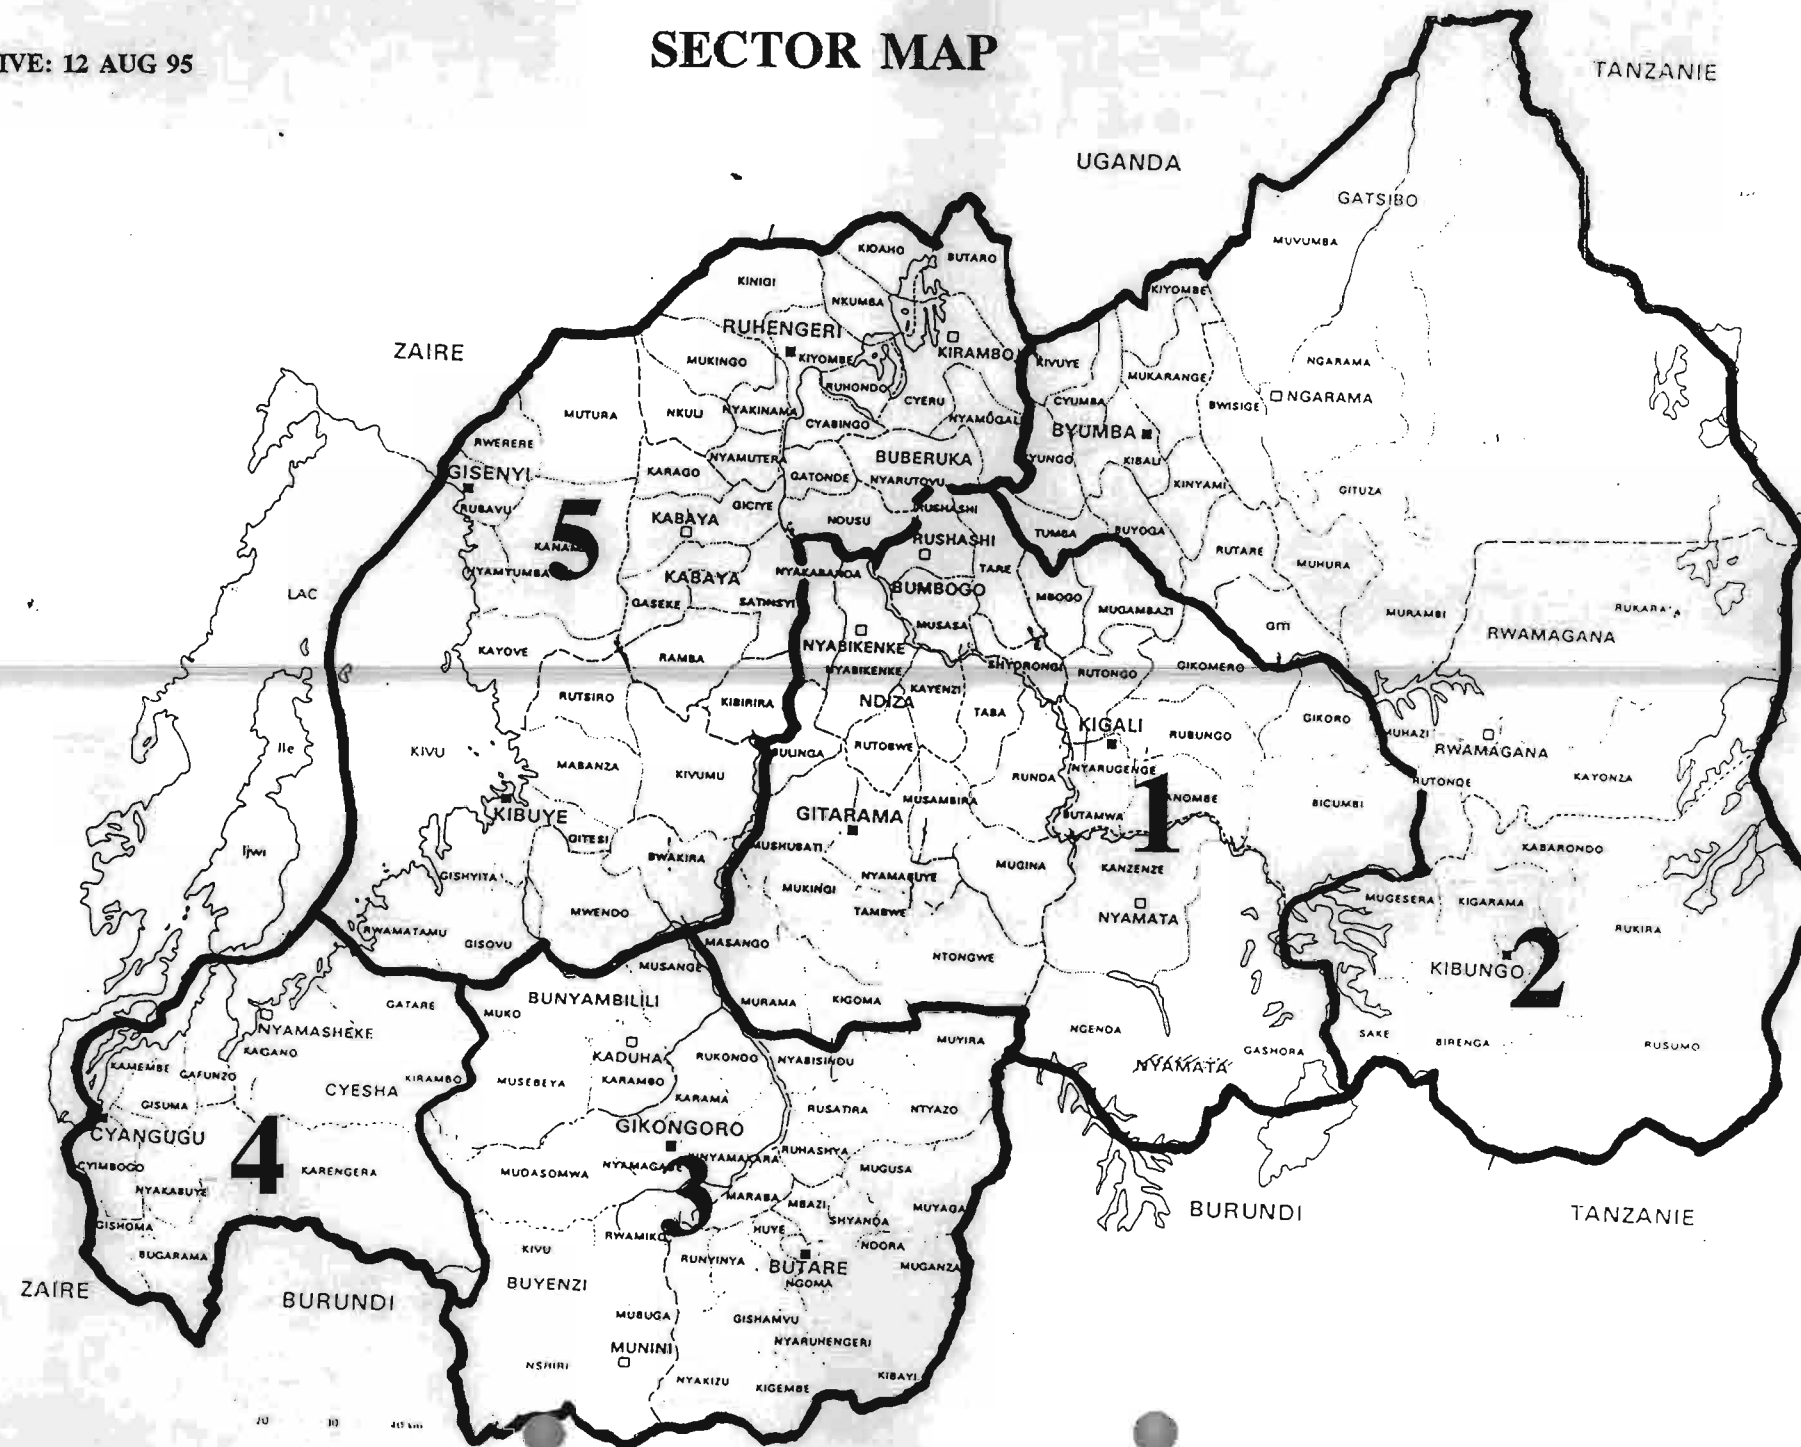 IVE: 12 AUG 95
SECTOR MAP
TANZANIE
UGANDA
GATSIBO
MUVUMBA
KIDAHO
BUTARO
KINIGI
KIYOMBE
NKUMBA
RUHENGERI
ZAIRE
KIYOMBE
KIRAMBO
KIVUYE
MUKINGO
NGARAMA
MUKARANGE
RUHONDO
NGARAMA
CYERU
CYUMBA
BWISIGE
MUTURA
NKULI
NYAKINAMA
CYABINGO
NYAMUGALI
BYUMBA
RWERERE
NYAMUTERA
BUBERUKA
YUNGO
KIBALI
GISENYI
KARAGO
GATONDE
NYARUTOVU
KINYAMI
GITUZA
RUBAVU
GICIYE
RUSHASHI
5
KABAYA
NDUSU
TUMBA
BUYOGA
KANAMA
RUSHASHI
RUTARE
NYAMYUMBA
KABAYA
NYAKABANDA
TARE
MUHURA
LAC
BUMBOGO
GASEKE
SATINSYI
MBOGO
MUGAMBAZI
MURAMBI
RUKARA
MUSASA
RWAMAGANA
KAYOVE
NYABIKENKE
RAMBA
NYABIKENKE
SHYORONGI
RUTONGO
GIKOMERO
RUTSIRO
KIBIRIRA
NDIZA
KAYENZI
TABA
GIKORO
KIGALI
RUBUNGO
MUHAZI
Ile
KIVU
BULINGA
RUTOBWE
RWAMAGANA
MABANZA
KIVUMU
RUNDA
NYARUGENGE
RUTONDE
KAYONZA
1
KIBUYE
MUSAMBIRA
GITARAMA
BUTAMWA
KANOMBE
BICUMBI
GITESI
MUSHUBATI
Ijwi
BWAKIRA
KABARONDO
GISHYITA
MUGINA
KANZENZE
MUKINGI
NYAMABUYE
MWENDO
TAMBWE
NYAMATA
MUGESERA
KIGARAMA
RWAMATAMU
GISOVU
MASANGO
RUKIRA
MUSANGE
NTONGWE
KIBUNGO
2
BUNYAMBILILI
MURAMA
KIGOMA
GATARE
MUKO
NYAMASHEKE
NGENDA
SAKE
KAGANO
KADUHA
RUKONDO
NYABISINDU
MUYIRA
BIRENGA
RUSUMO
KAMEMBE
GAFUNZO
NYAMATA
GASHORA
CYESHA
KIRAMBO
MUSEBEYA
KARAMBO
GISUMA
KARAMA
RUSATIRA
NTYAZO
CYANGUGU
4
GIKONGORO
RUHASHYA
CYIMBOGO
KARENGERA
MUDASOMWA
NYAMAGABE
KINYAMAKARA
MUGUSA
NYAKABUYE
3
MARABA
MBAZI
MUYAGA
BURUNDI
TANZANIE
GISHOMA
RWAMIKO
HUYE
SHYANDA
BUGARAMA
KIVU
RUNYINYA
NDORA
ZAIRE
BUYENZI
BUTARE
MUGANZA
BURUNDI
NGOMA
MUBUGA
GISHAMVU
NYARUHENGERI
MUNINI
NSHIRI
NYAKIZU
KIGEMBE
KIBAYI